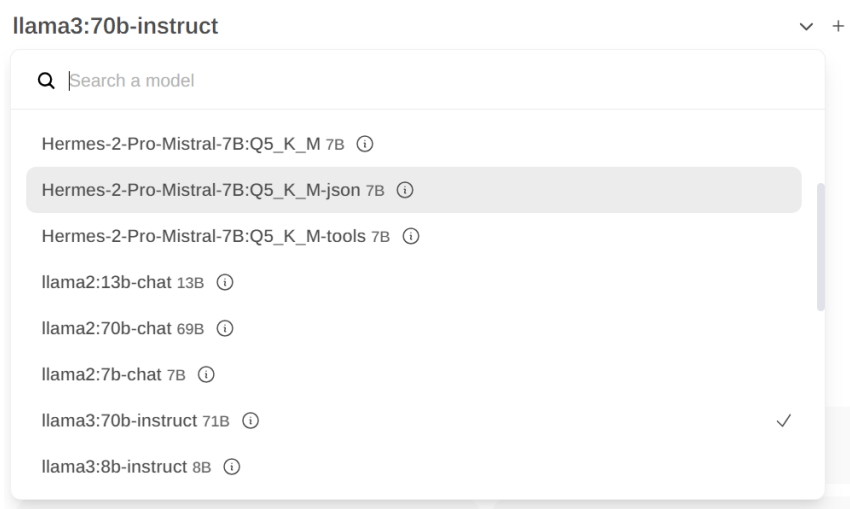 llama3:70b-instruct
Search a model
Hermes-2-Pro-Mistral-7B:Q5_K_M 7B
Hermes-2-Pro-Mistral-7B:Q5_K_M-json 7B
Hermes-2-Pro-Mistral-7B:Q5_K_M-tools 7B
llama2:13b-chat 13B
llama2:70b-chat 69B
llama2:7b-chat 7B
llama3:70b-instruct 71B
llama3:8b-instruct 8B